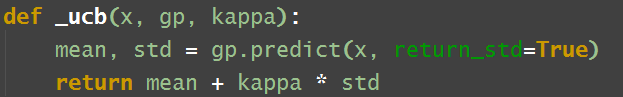 def _ucb(x, gp, kappa):
    mean, std = gp.predict(x, return_std=True)
    return mean + kappa * std